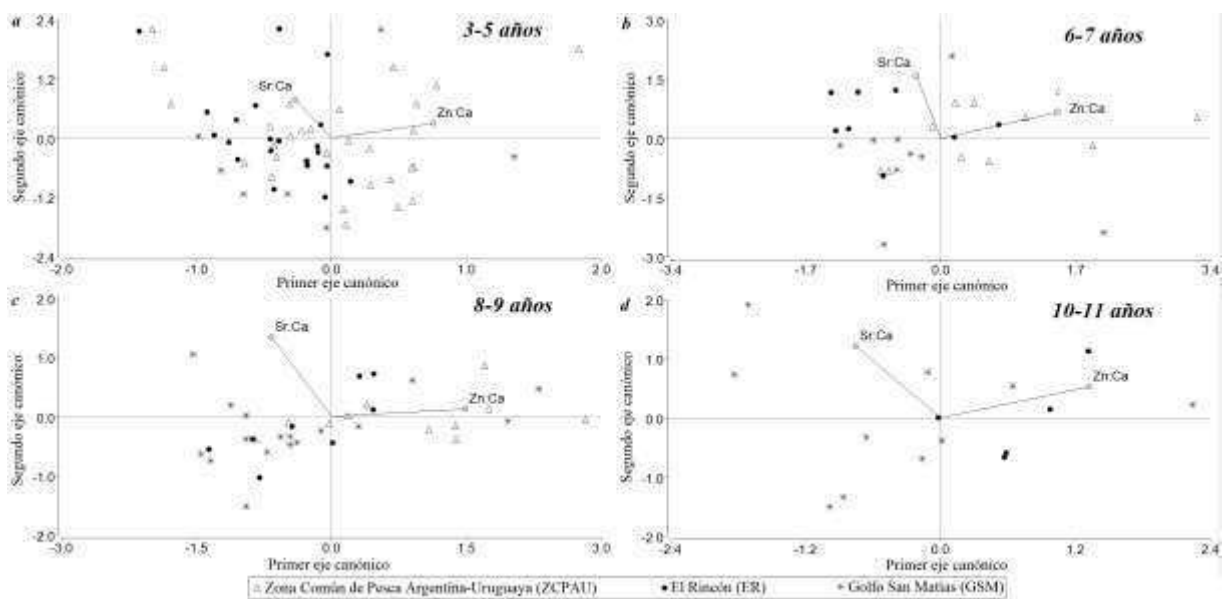 a
3-5 años
2.4
1.2
0.0
-1.2
-2.4
-2.0
-1.0
0.0
1.0
2.0
Sr:Ca
Zn:Ca
Segundo eje canónico
Primer eje canónico
b
6-7 años
3.0
1.5
0.0
-1.5
-3.0
-3.4
-1.7
0.0
1.7
3.4
Sr:Ca
Zn:Ca
Segundo eje canónico
Primer eje canónico
c
8-9 años
2.0
1.0
0.0
-1.0
-2.0
-3.0
-1.5
0.0
1.5
3.0
Sr:Ca
Zn:Ca
Segundo eje canónico
Primer eje canónico
d
10-11 años
2.0
1.0
0.0
-1.0
-2.0
-2.4
-1.2
0.0
1.2
2.4
Sr:Ca
Zn:Ca
Segundo eje canónico
Primer eje canónico
Zona Común de Pesca Argentina-Uruguaya (ZCPAU)
El Rincón (ER)
Golfo San Matías (GSM)